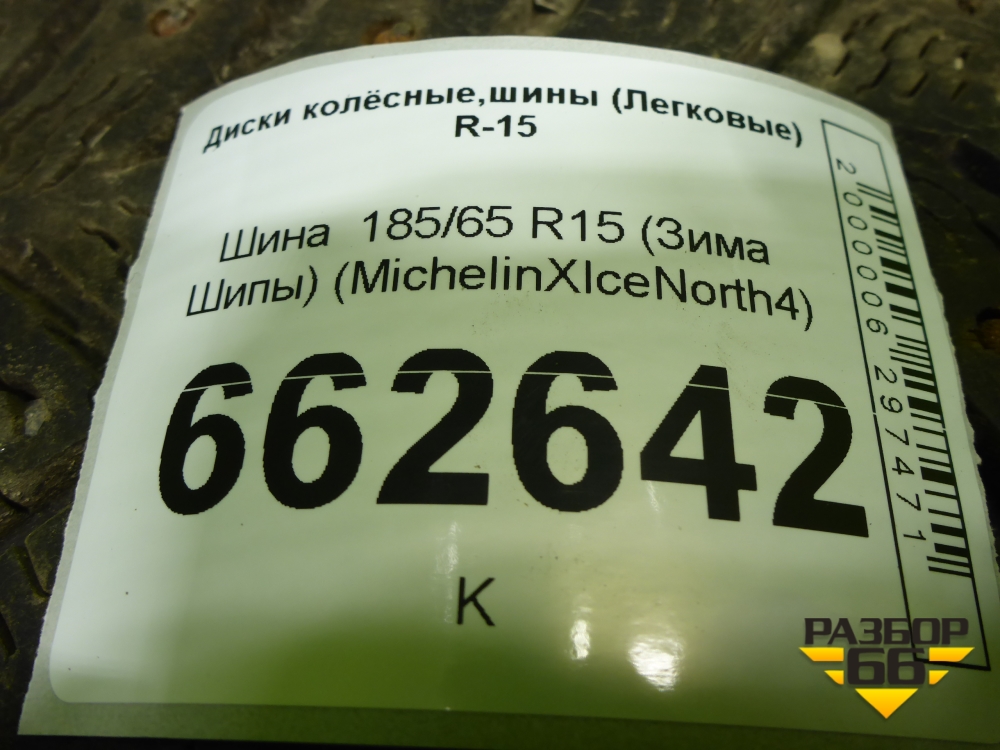 Диски колёсные,шины (Легковые)
R-15
Шина 185/65 R15 (Зима
Шипы) (MichelinXIceNorth4)
662642
К
2000006297471
РАЗБОР
66